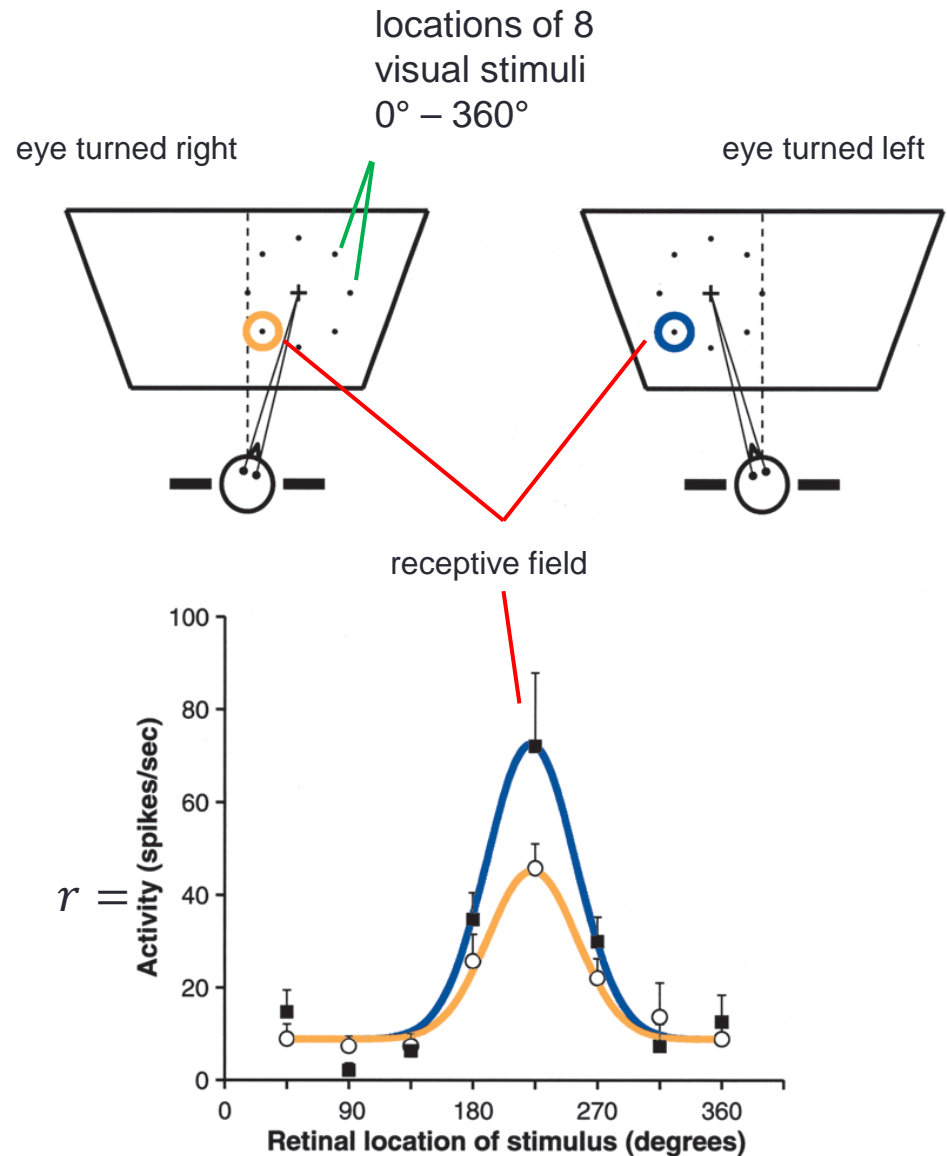 locations of 8
visual stimuli
0° – 360°
eye turned right
eye turned left
receptive field
100
80
60
40
20
0
r =
Activity (spikes/sec)
0
90
180
270
360
Retinal location of stimulus (degrees)